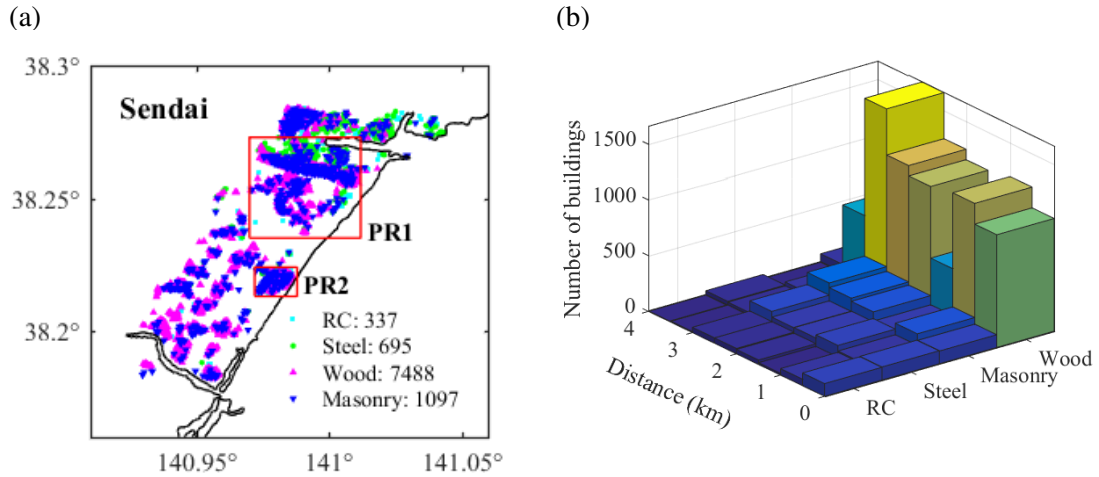 (a)
38.3°
38.25°
38.2°
140.95°
141°
141.05°
Sendai
PR1
PR2
RC: 337
Steel: 695
Wood: 7488
Masonry: 1097
(b)
Number of buildings
1500
1000
500
0
4
3
2
1
0
Distance (km)
RC
Steel
Masonry
Wood